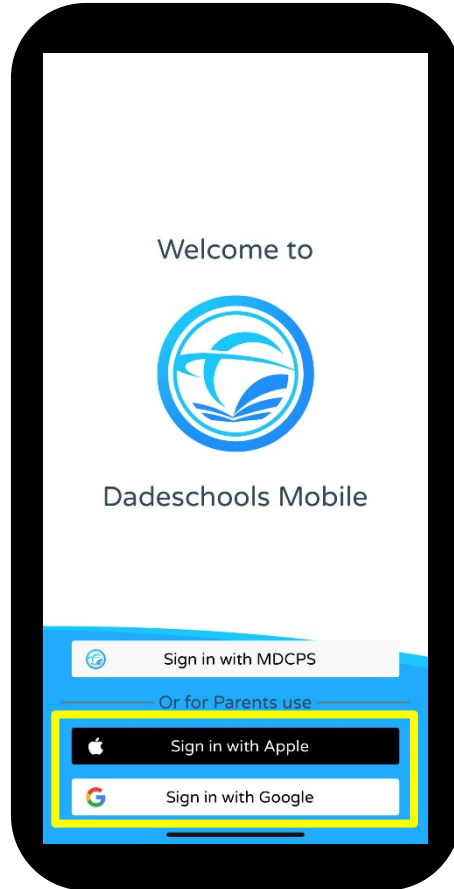 Welcome to
Dadeschools Mobile
Sign in with MDCPS
Or for Parents use
Sign in with Apple
Sign in with Google